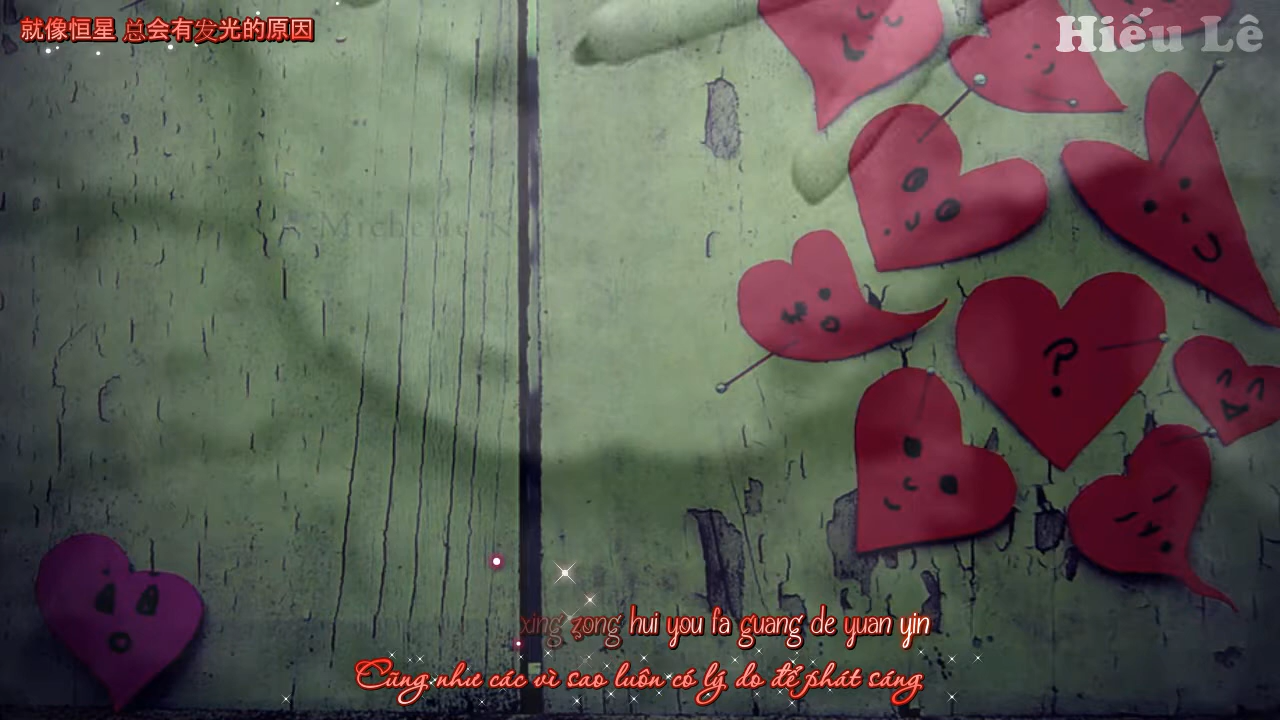 就像恒星 总会有发光的原因
Hiếu Lê
Michelle K
xing zong hui you fa guang de yuan yin
Cũng như các vì sao luôn có lý do để phát sáng